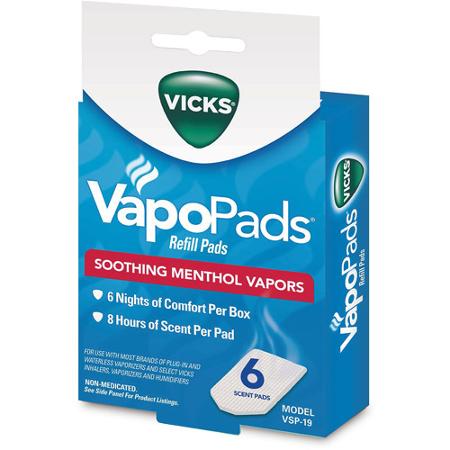 VICKS®
VapoPads®
Refill Pads
SOOTHING MENTHOL VAPORS
6 Nights of Comfort Per Box
8 Hours of Scent Per Pad
FOR USE WITH MOST BRANDS OF PLUG-IN AND
WATERLESS VAPORIZERS AND SELECT VICKS
INHALERS, VAPORIZERS AND HUMIDIFIERS
NON-MEDICATED.
See Side Panel For Product Listings.
6
SCENT PADS
MODEL
VSP-19
VICKS
VapoPads®
Refill Pads